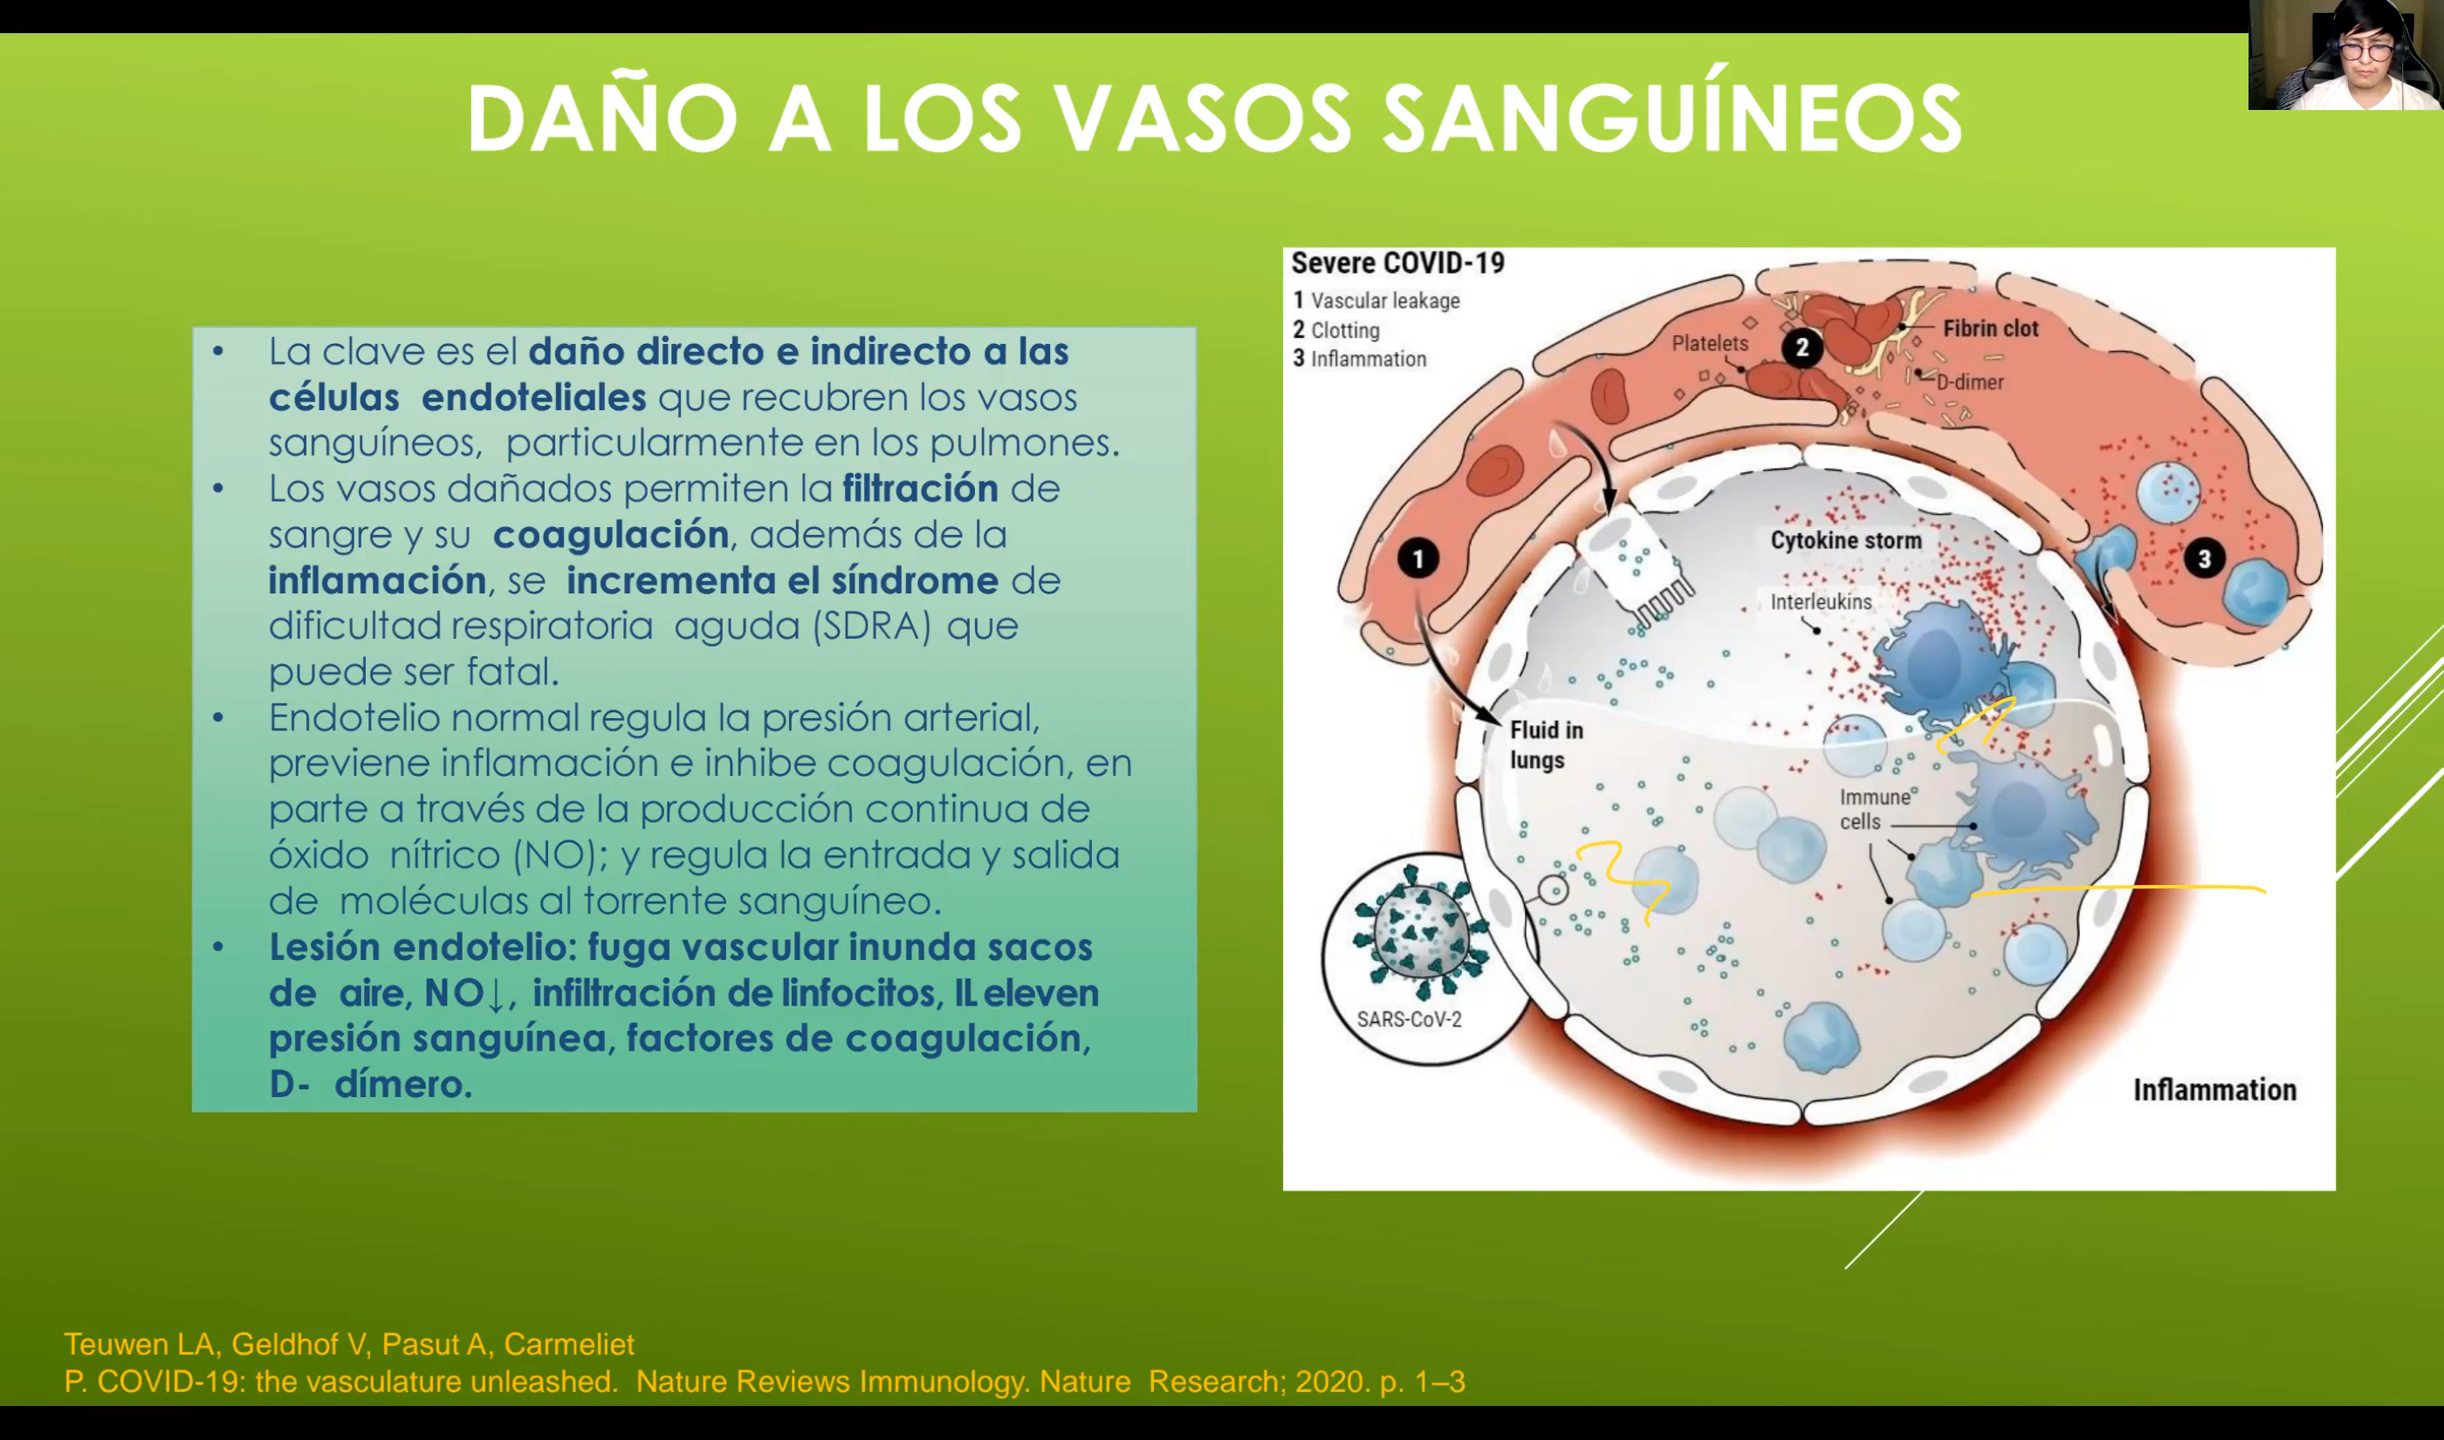 DAÑO A LOS VASOS SANGUÍNEOS
• La clave es el daño directo e indirecto a las
células endoteliales que recubren los vasos
sanguíneos, particularmente en los pulmones.
• Los vasos dañados permiten la filtración de
sangre y su coagulación, además de la
inflamación, se incrementa el síndrome de
dificultad respiratoria aguda (SDRA) que
puede ser fatal.
• Endotelio normal regula la presión arterial,
previene inflamación e inhibe coagulación, en
parte a través de la producción continua de
óxido nítrico (NO); y regula la entrada y salida
de moléculas al torrente sanguíneo.
• Lesión endotelio: fuga vascular inunda sacos
de aire, NO↓, infiltración de linfocitos, IL eleven
presión sanguínea, factores de coagulación,
D- dímero.
Severe COVID-19
1 Vascular leakage
2 Clotting
3 Inflammation
Platelets
2
Fibrin clot
D-dimer
1
Cytokine storm
3
Interleukins
Fluid in
lungs
Immune
cells
SARS-CoV-2
Inflammation
Teuwen LA, Geldhof V, Pasut A, Carmeliet
P. COVID-19: the vasculature unleashed. Nature Reviews Immunology. Nature Research; 2020. p. 1–3